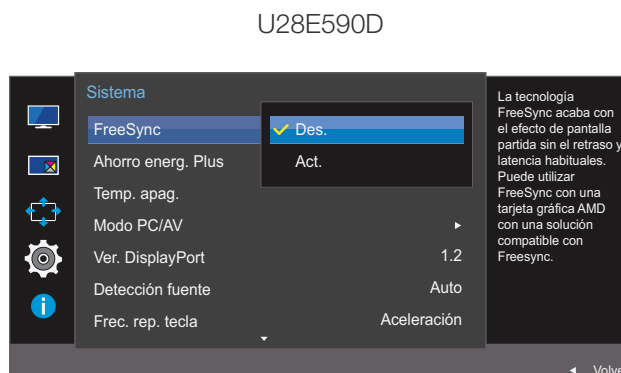 U28E590D
Sistema
FreeSync
Des.
Ahorro energ. Plus
Act.
Temp. apag.
Modo PC/AV
Ver. DisplayPort 1.2
Detección fuente Auto
Frec. rep. tecla Aceleración
La tecnología
FreeSync acaba con
el efecto de pantalla
partida sin el retraso y
latencia habituales.
Puede utilizar
FreeSync con una
tarjeta gráfica AMD
con una solución
compatible con
Freesync.